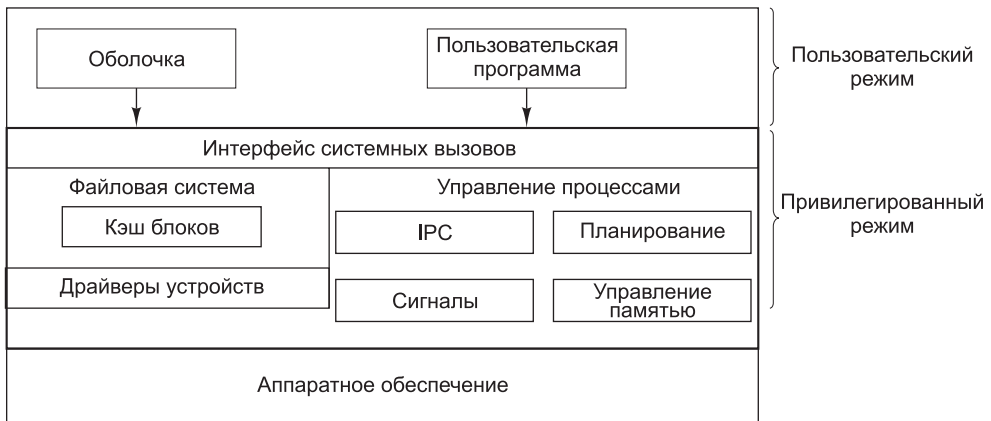 Оболочка
Пользовательская
программа
Пользовательский
режим
Интерфейс системных вызовов
Файловая система
Управление процессами
Привилегированный
режим
Кэш блоков
IPC
Планирование
Драйверы устройств
Сигналы
Управление
памятью
Аппаратное обеспечение